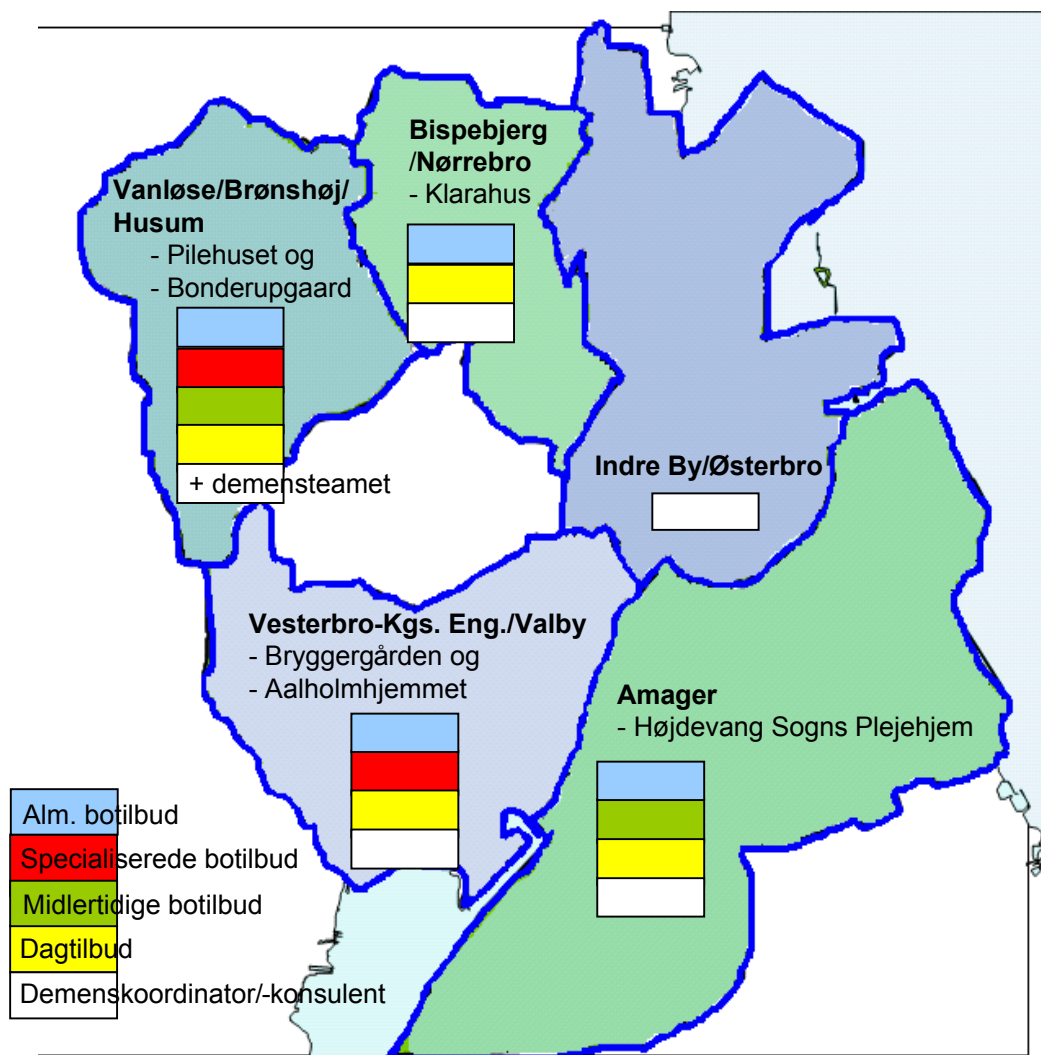 Bispebjerg
/Nørrebro
- Klarahus
Vanløse/Brønshøj/
Husum
- Pilehuset og
- Bonderupgaard
+ demensteamet
Indre By/Østerbro
Vesterbro-Kgs. Eng./Valby
- Bryggergården og
- Aalholmhjemmet
Amager
- Højdevang Sogns Plejehjem
Alm. botilbud
Specialiserede botilbud
Midlertidige botilbud
Dagtilbud
Demenskoordinator/-konsulent